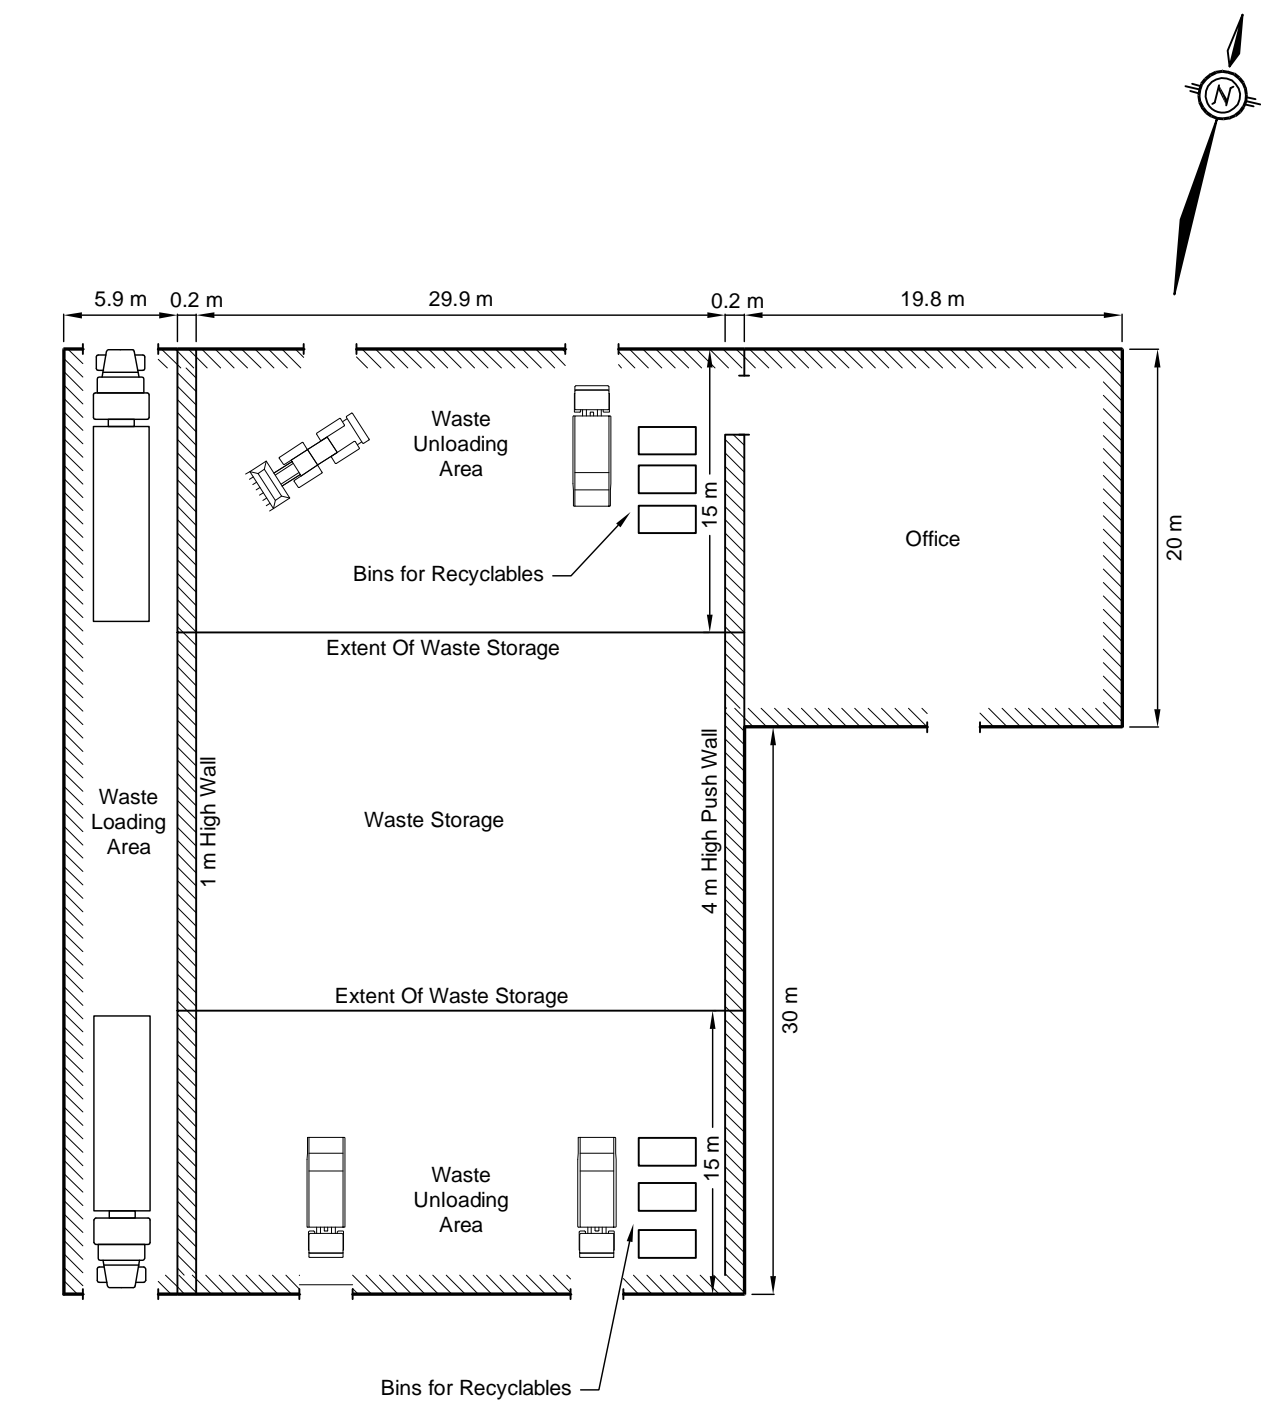 N
5.9 m
0.2 m
29.9 m
0.2 m
19.8 m
Waste
Unloading
Area
15 m
20 m
Office
Bins for Recyclables
Extent Of Waste Storage
1 m High Wall
4 m High Push Wall
Waste
Loading
Area
Waste Storage
Extent Of Waste Storage
30 m
15 m
Waste
Unloading
Area
Bins for Recyclables